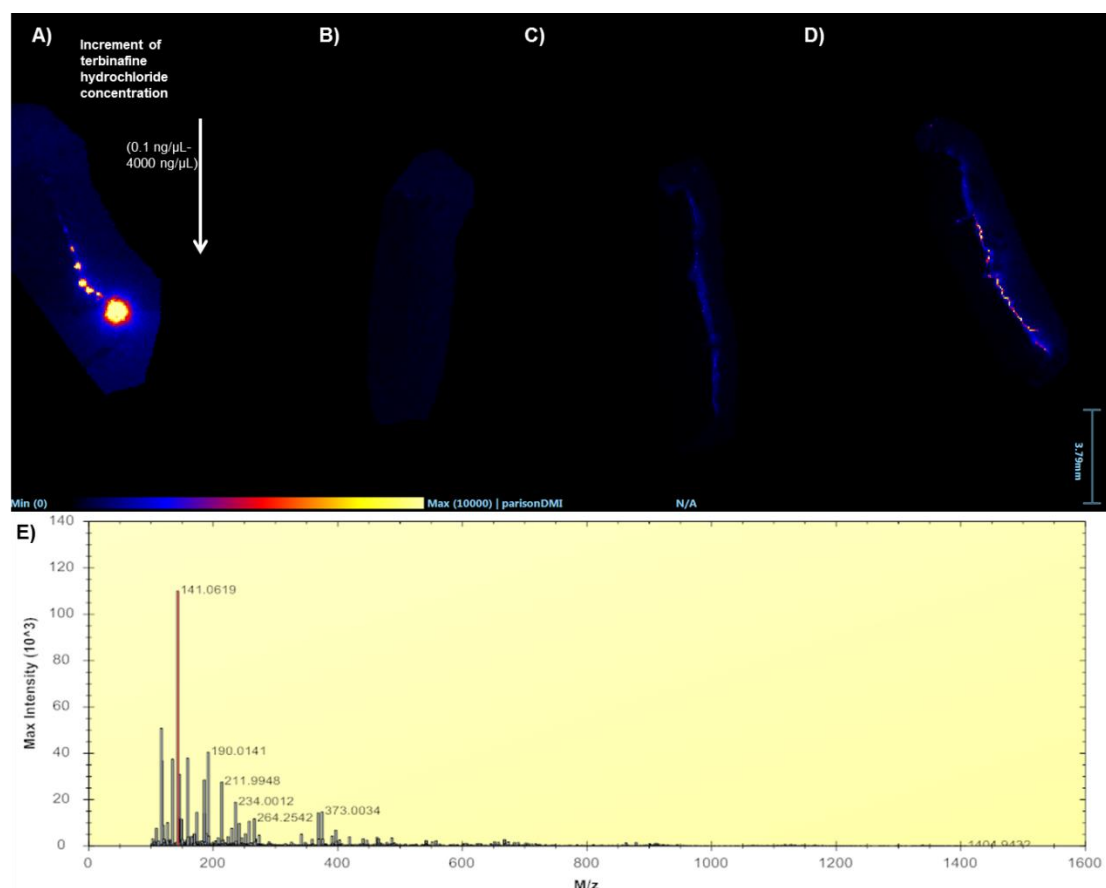 A)
Increment of
terbinafine
hydrochloride
concentration
(0.1 ng/µL-
4000 ng/µL)
B)
C)
D)
3.79mm
Min (0)
Max (10000) | parisonDMI
N/A
E)
Max Intensity (10^3)
140
120
100
80
60
40
20
0
141.0619
190.0141
211.9948
234.0012
264.2542
373.0034
1404.9432
0 200 400 600 800 1000 1200 1400 1600
M/z